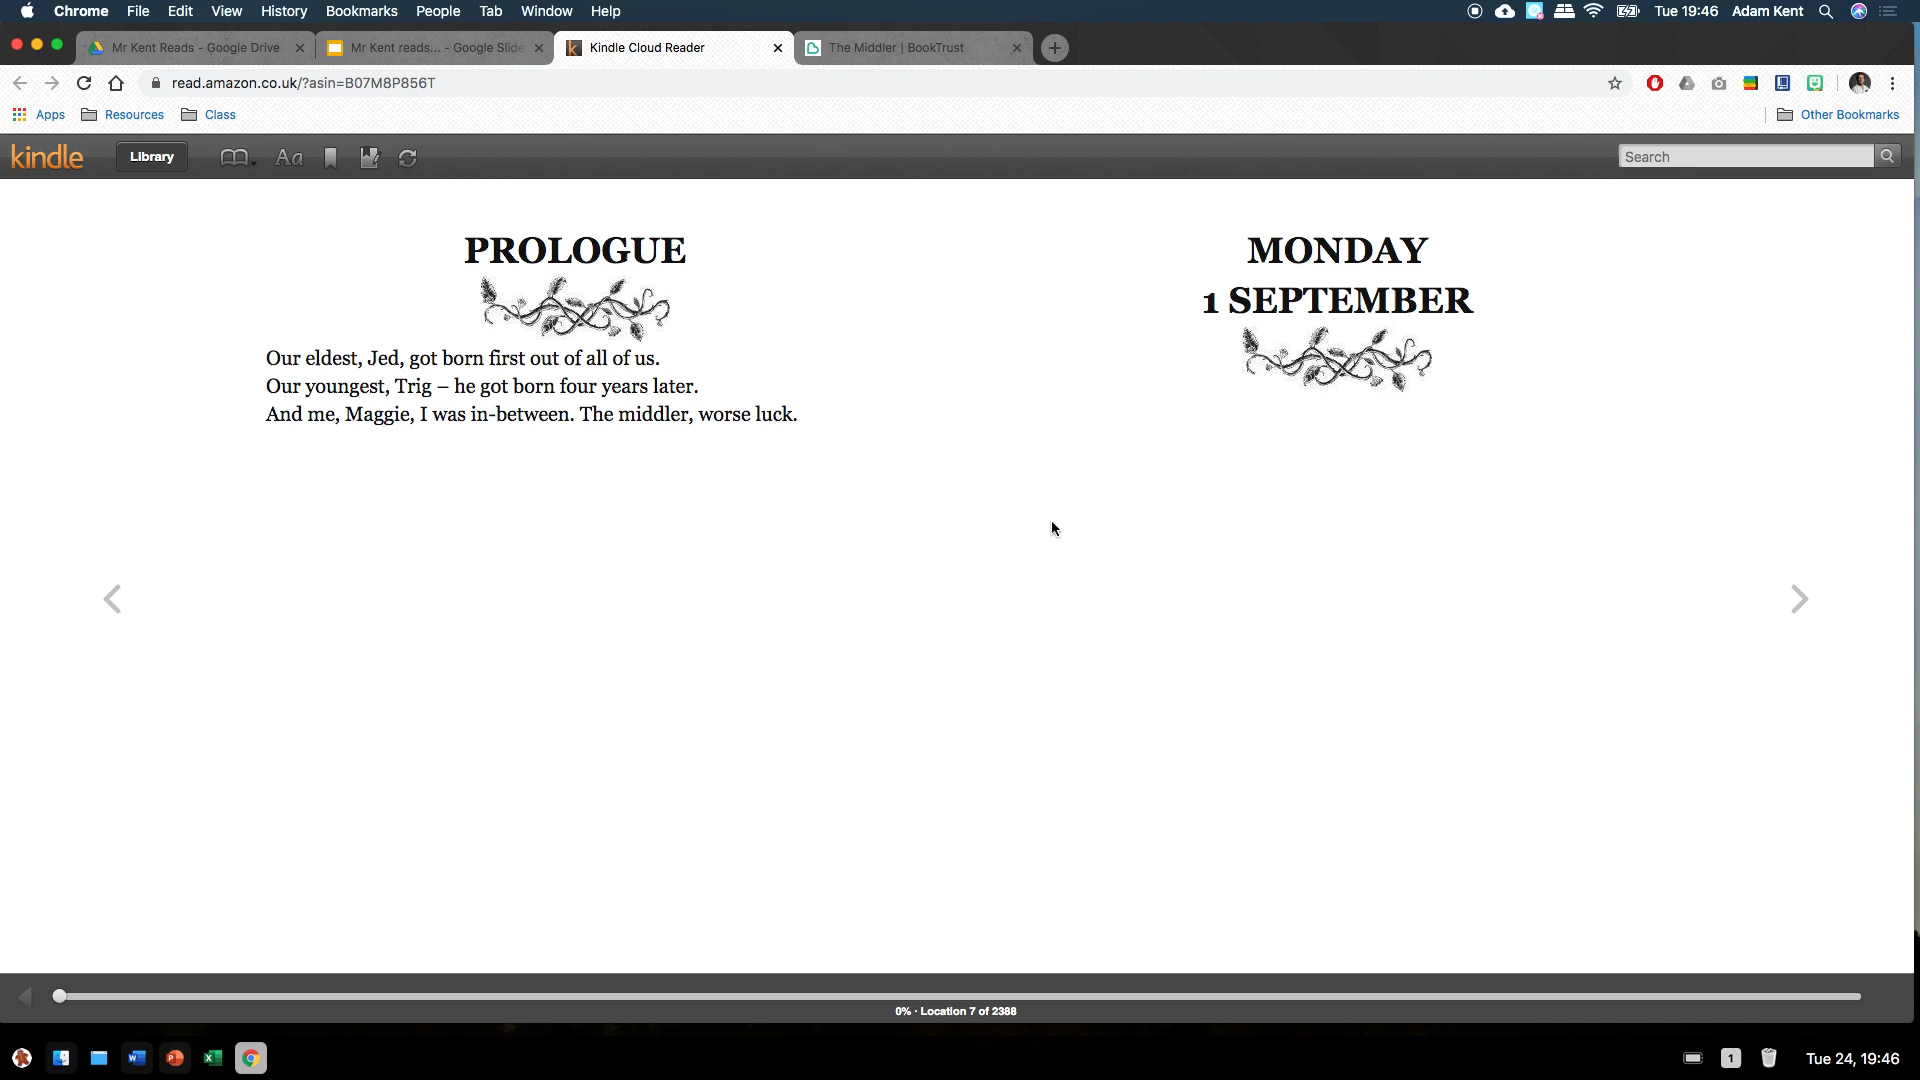 Chrome File Edit View History Bookmarks People Tab Window Help Tue 19:46 Adam Kent
Mr Kent Reads - Google Drive Mr Kent reads... - Google Slide Kindle Cloud Reader The Middler | BookTrust
read.amazon.co.uk/?asin=B07M8P856T
Apps Resources Class Other Bookmarks
kindle Library Aa Search
PROLOGUE
Our eldest, Jed, got born first out of all of us.
Our youngest, Trig – he got born four years later.
And me, Maggie, I was in-between. The middler, worse luck.
MONDAY
1 SEPTEMBER
0% · Location 7 of 2388
1 Tue 24, 19:46